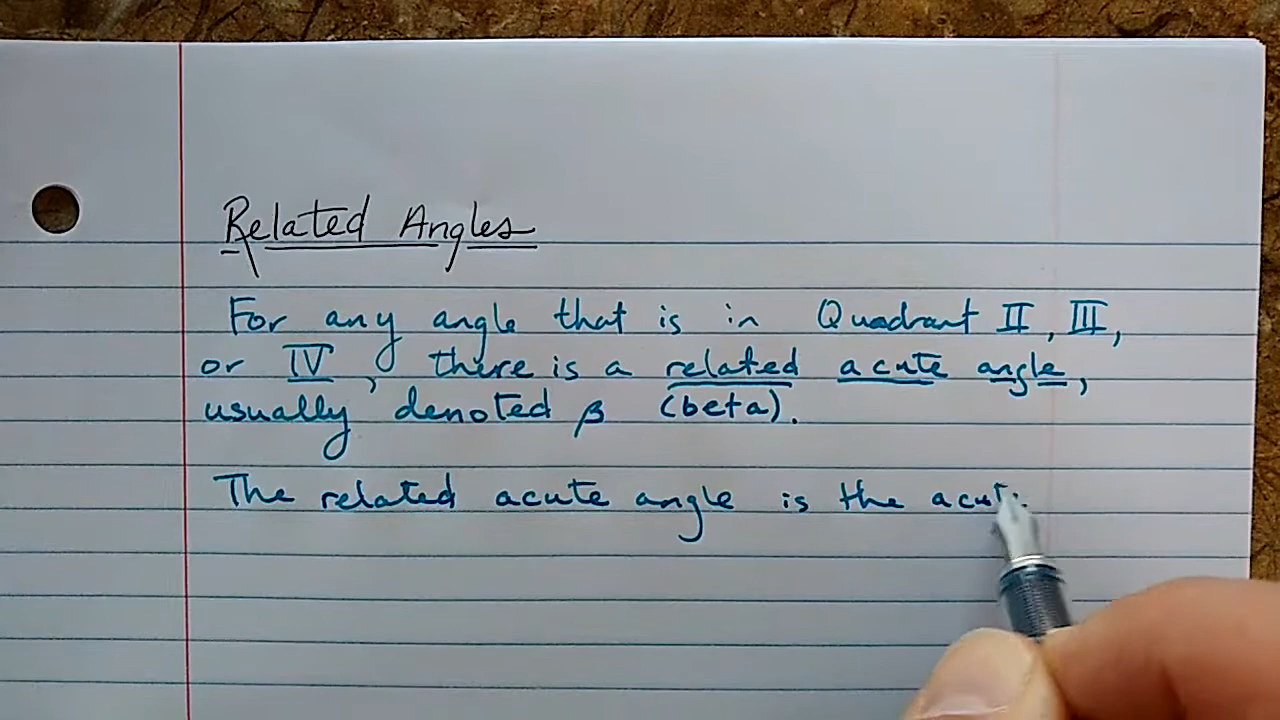 Related Angles
For any angle that is in Quadrant II, III,
or IV, there is a related acute angle,
usually denoted β (beta).
The related acute angle is the